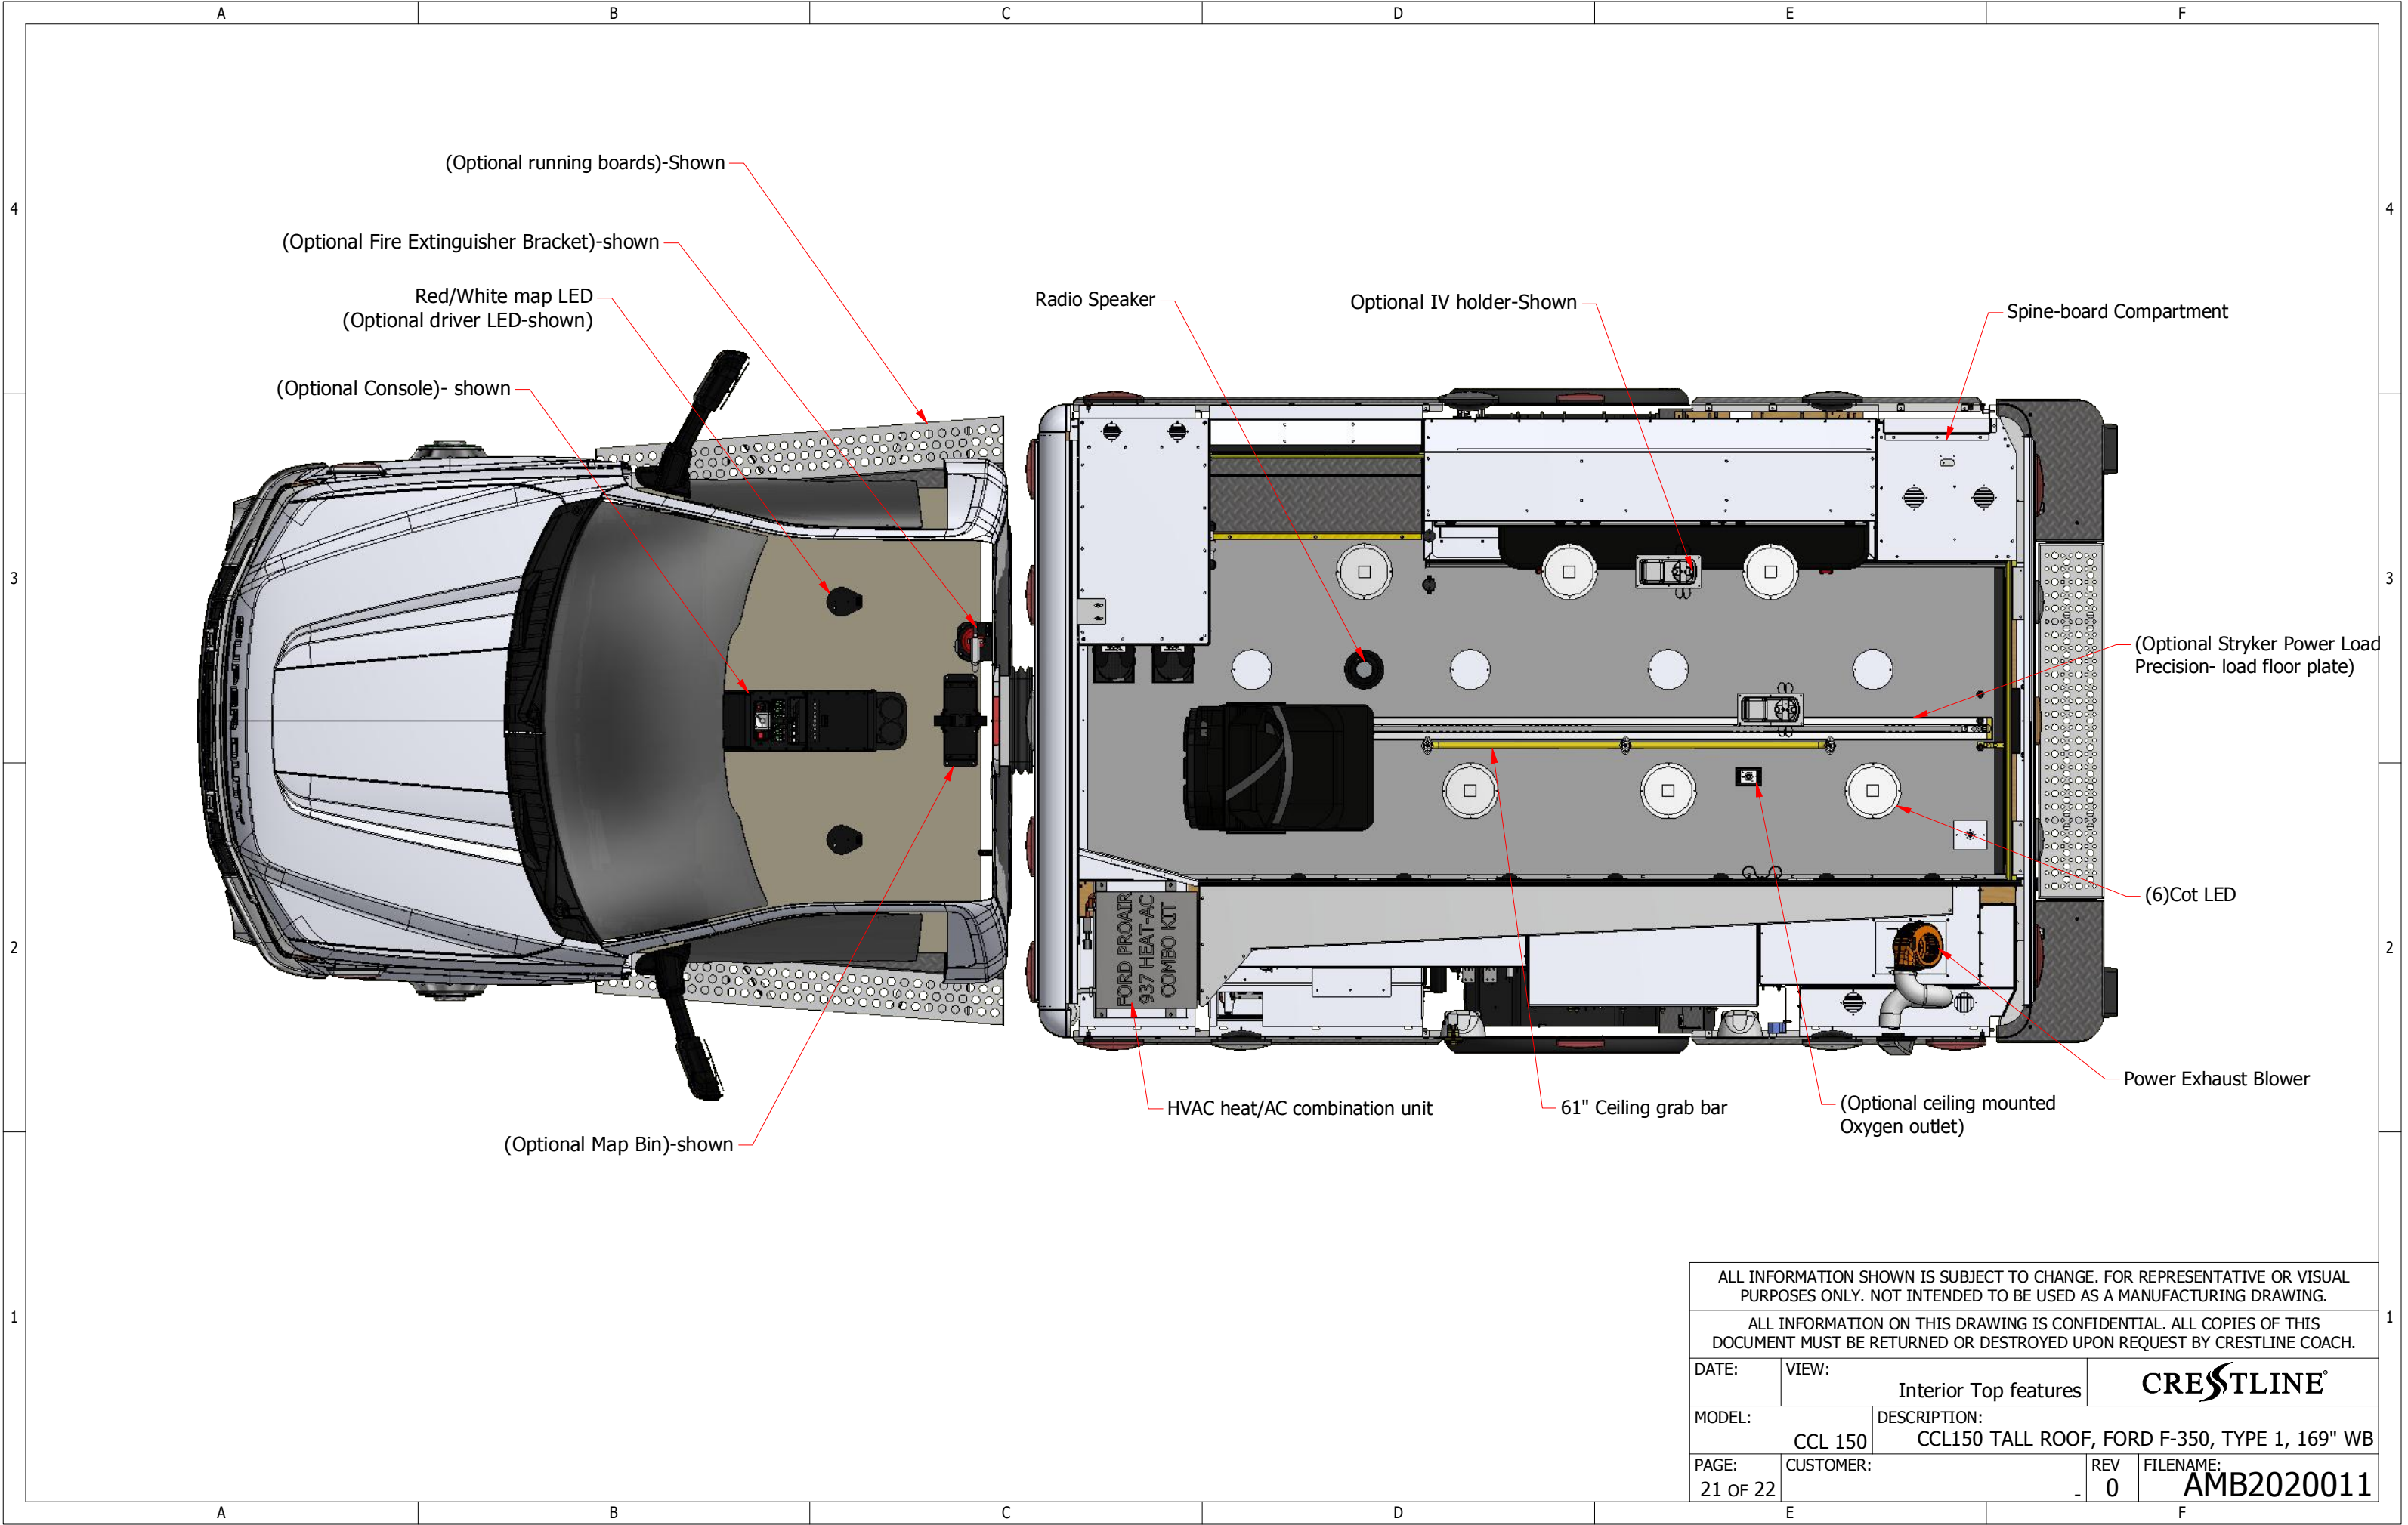 A B C D E F
4 4
3 3
2 2
1 1
(Optional running boards)-Shown
(Optional Fire Extinguisher Bracket)-shown
Red/White map LED
(Optional driver LED-shown)
(Optional Console)- shown
Radio Speaker
Optional IV holder-Shown
Spine-board Compartment
(Optional Stryker Power Load
Precision- load floor plate)
(6)Cot LED
FORD PROAIR
937 HEAT-AC
COMBO KIT
Power Exhaust Blower
HVAC heat/AC combination unit
61" Ceiling grab bar
(Optional ceiling mounted
Oxygen outlet)
(Optional Map Bin)-shown
ALL INFORMATION SHOWN IS SUBJECT TO CHANGE. FOR REPRESENTATIVE OR VISUAL
PURPOSES ONLY. NOT INTENDED TO BE USED AS A MANUFACTURING DRAWING.
ALL INFORMATION ON THIS DRAWING IS CONFIDENTIAL. ALL COPIES OF THIS
DOCUMENT MUST BE RETURNED OR DESTROYED UPON REQUEST BY CRESTLINE COACH.
DATE:
VIEW:
Interior Top features
CRESTLINE®
MODEL:
CCL 150
DESCRIPTION:
CCL150 TALL ROOF, FORD F-350, TYPE 1, 169" WB
PAGE:
21 OF 22
CUSTOMER:
-
REV
0
FILENAME:
AMB2020011
A B C D E F